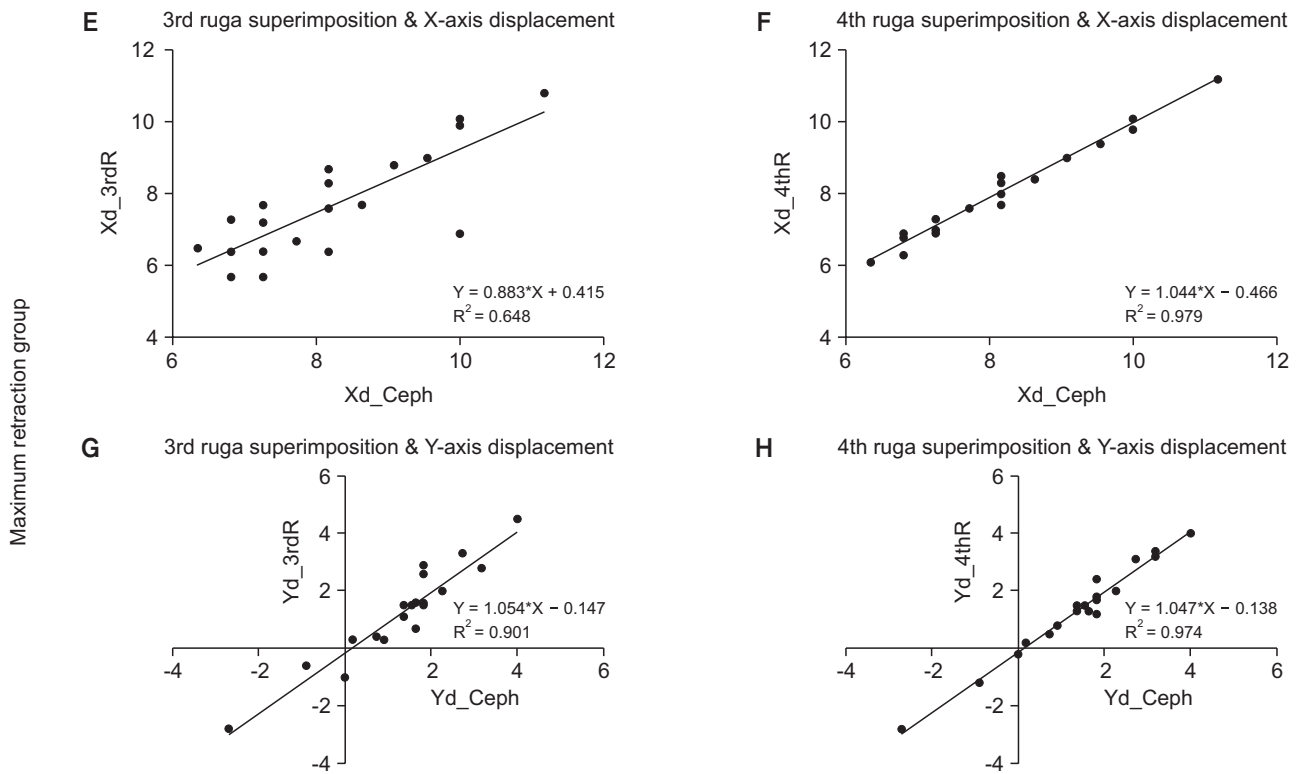 Maximum retraction group
E 3rd ruga superimposition & X-axis displacement
12
10
8
6
4
Xd_3rdR
Y = 0.883*X + 0.415
R² = 0.648
6 8 10 12
Xd_Ceph
F 4th ruga superimposition & X-axis displacement
12
10
8
6
4
Xd_4thR
Y = 1.044*X − 0.466
R² = 0.979
6 8 10 12
Xd_Ceph
G 3rd ruga superimposition & Y-axis displacement
6
4
2
-2
-4
Yd_3rdR
Y = 1.054*X − 0.147
R² = 0.901
-4 -2 2 4 6
Yd_Ceph
H 4th ruga superimposition & Y-axis displacement
6
4
2
-2
-4
Yd_4thR
Y = 1.047*X − 0.138
R² = 0.974
-4 -2 2 4 6
Yd_Ceph